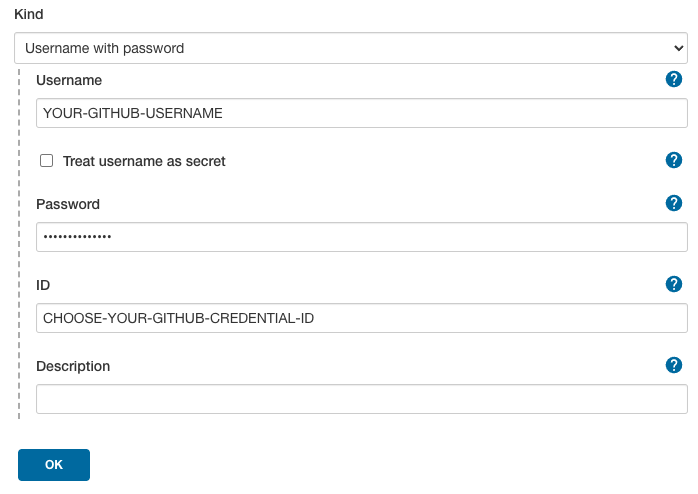 Kind
Username with password
Username
?
YOUR-GITHUB-USERNAME
Treat username as secret
?
Password
?
••••••••••••••
ID
?
CHOOSE-YOUR-GITHUB-CREDENTIAL-ID
Description
?
OK